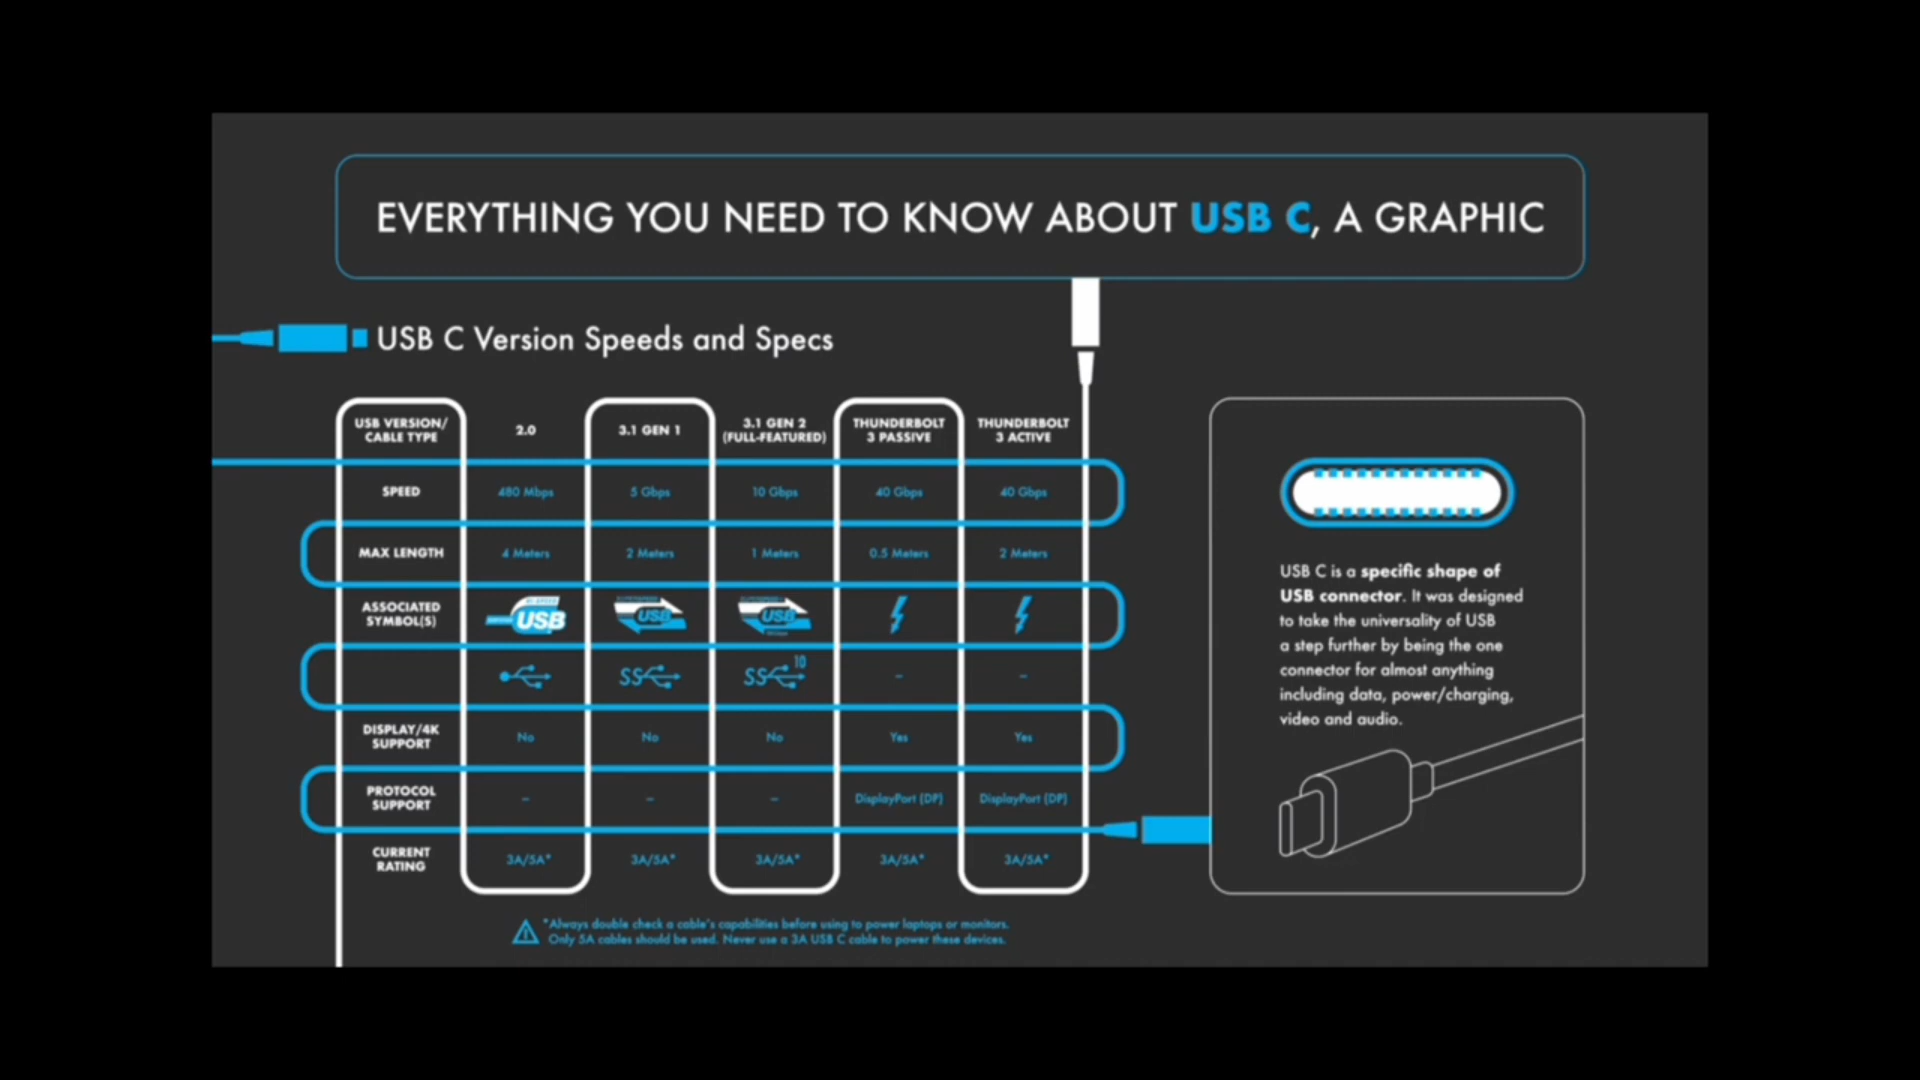 EVERYTHING YOU NEED TO KNOW ABOUT USB C, A GRAPHIC
USB C Version Speeds and Specs
USB VERSION/
CABLE TYPE
2.0
3.1 GEN 1
3.1 GEN 2
(FULL-FEATURED)
THUNDERBOLT
3 PASSIVE
THUNDERBOLT
3 ACTIVE
SPEED
480 Mbps
5 Gbps
10 Gbps
40 Gbps
40 Gbps
MAX LENGTH
4 Meters
2 Meters
1 Meters
0.5 Meters
2 Meters
ASSOCIATED
SYMBOL(S)
USB
USB
USB
SS
SS 10
–
–
DISPLAY/4K
SUPPORT
No
No
No
Yes
Yes
PROTOCOL
SUPPORT
–
–
–
DisplayPort (DP)
DisplayPort (DP)
CURRENT
RATING
3A/5A*
3A/5A*
3A/5A*
3A/5A*
3A/5A*
*Always double check a cable's capabilities before using to power laptops or monitors.
Only 5A cables should be used. Never use a 3A USB C cable to power these devices.
USB C is a specific shape of
USB connector. It was designed
to take the universality of USB
a step further by being the one
connector for almost anything
including data, power/charging,
video and audio.